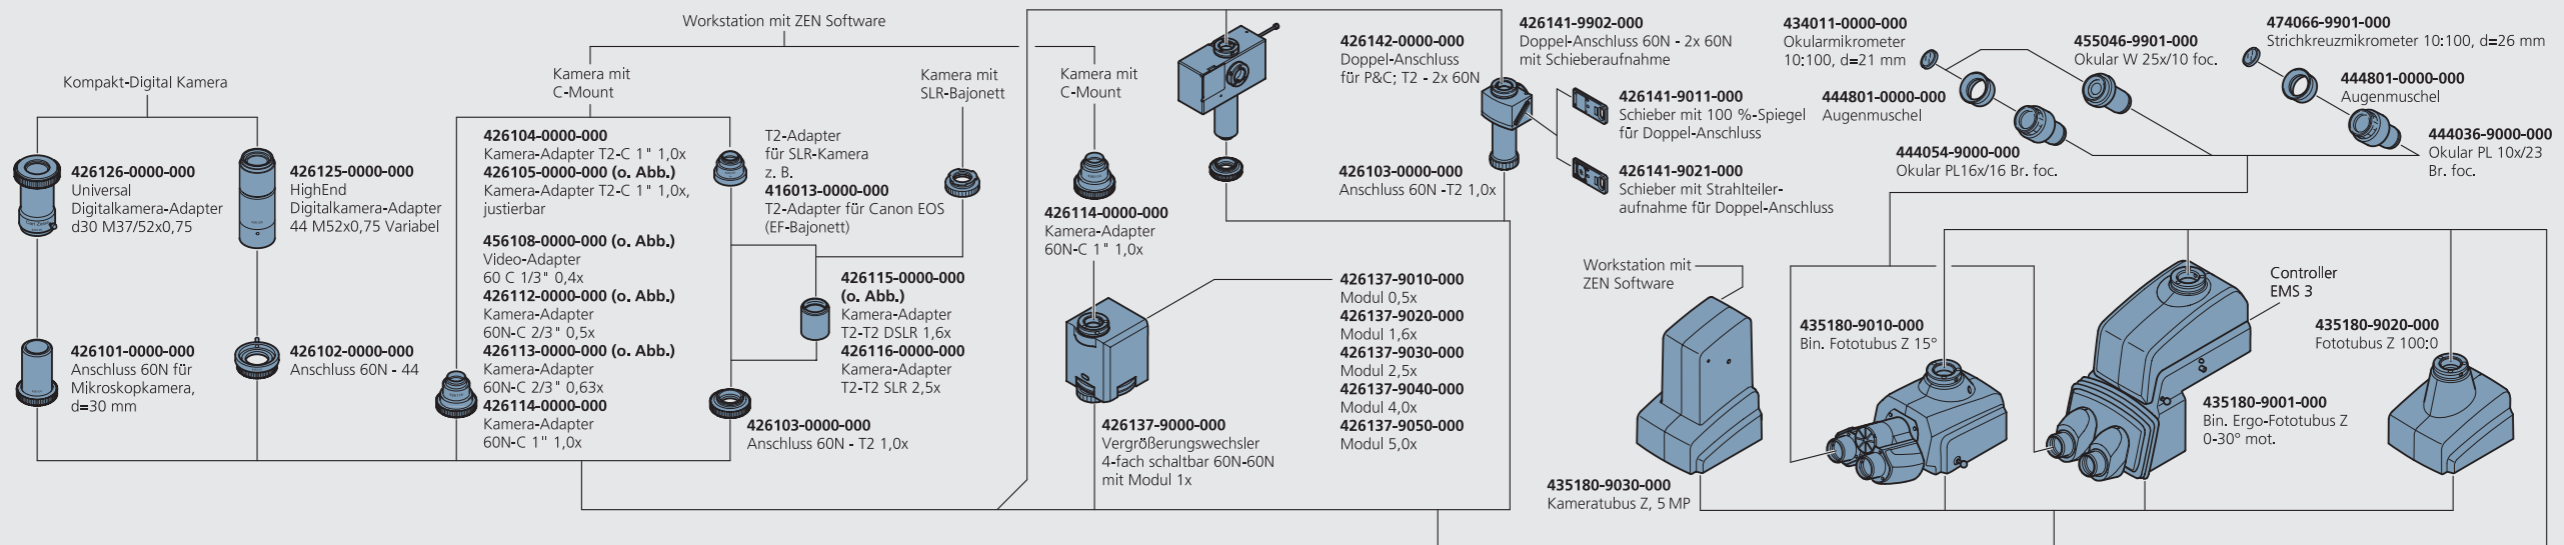 Workstation mit ZEN Software
Kompakt-Digital Kamera
Kamera mit
C-Mount
Kamera mit
SLR-Bajonett
Kamera mit
C-Mount
426126-0000-000
Universal
Digitalkamera-Adapter
d30 M37/52x0,75
426125-0000-000
HighEnd
Digitalkamera-Adapter
44 M52x0,75 Variabel
426101-0000-000
Anschluss 60N für
Mikroskopkamera,
d=30 mm
426102-0000-000
Anschluss 60N - 44
426104-0000-000
Kamera-Adapter T2-C 1" 1,0x
426105-0000-000 (o. Abb.)
Kamera-Adapter T2-C 1" 1,0x,
justierbar
456108-0000-000 (o. Abb.)
Video-Adapter
60 C 1/3" 0,4x
426112-0000-000 (o. Abb.)
Kamera-Adapter
60N-C 2/3" 0,5x
426113-0000-000 (o. Abb.)
Kamera-Adapter
60N-C 2/3" 0,63x
426114-0000-000
Kamera-Adapter
60N-C 1" 1,0x
T2-Adapter
für SLR-Kamera
z. B.
416013-0000-000
T2-Adapter für Canon EOS
(EF-Bajonett)
426115-0000-000
(o. Abb.)
Kamera-Adapter
T2-T2 DSLR 1,6x
426116-0000-000
Kamera-Adapter
T2-T2 SLR 2,5x
426103-0000-000
Anschluss 60N - T2 1,0x
426114-0000-000
Kamera-Adapter
60N-C 1" 1,0x
426137-9000-000
Vergrößerungswechsler
4-fach schaltbar 60N-60N
mit Modul 1x
426142-0000-000
Doppel-Anschluss
für P&C; T2 - 2x 60N
426103-0000-000
Anschluss 60N -T2 1,0x
426137-9010-000
Modul 0,5x
426137-9020-000
Modul 1,6x
426137-9030-000
Modul 2,5x
426137-9040-000
Modul 4,0x
426137-9050-000
Modul 5,0x
426141-9902-000
Doppel-Anschluss 60N - 2x 60N
mit Schieberaufnahme
426141-9011-000
Schieber mit 100 %-Spiegel
für Doppel-Anschluss
426141-9021-000
Schieber mit Strahlteiler-
aufnahme für Doppel-Anschluss
434011-0000-000
Okularmikrometer
10:100, d=21 mm
444801-0000-000
Augenmuschel
444054-9000-000
Okular PL16x/16 Br. foc.
455046-9901-000
Okular W 25x/10 foc.
474066-9901-000
Strichkreuzmikrometer 10:100, d=26 mm
444801-0000-000
Augenmuschel
444036-9000-000
Okular PL 10x/23
Br. foc.
Workstation mit
ZEN Software
435180-9030-000
Kameratubus Z, 5 MP
435180-9010-000
Bin. Fototubus Z 15°
Controller
EMS 3
435180-9001-000
Bin. Ergo-Fototubus Z
0-30° mot.
435180-9020-000
Fototubus Z 100:0